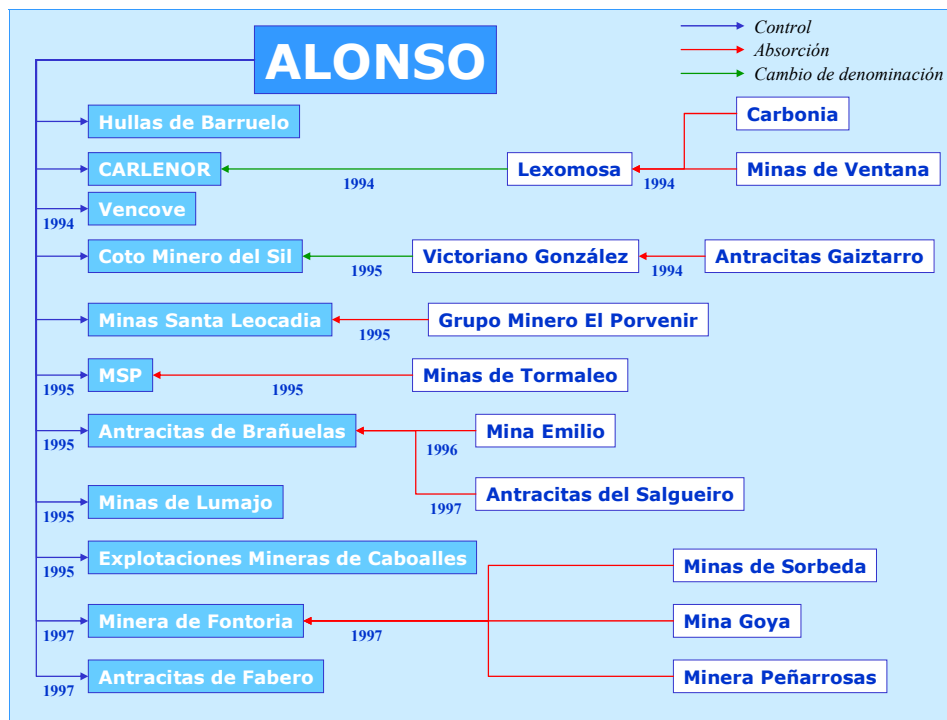 ALONSO
Control
Absorción
Cambio de denominación
Hullas de Barruelo
Carbonia
CARLENOR
1994
Lexomosa
1994
Minas de Ventana
1994
Vencove
Coto Minero del Sil
1995
Victoriano González
1994
Antracitas Gaiztarro
Minas Santa Leocadia
1995
Grupo Minero El Porvenir
1995
MSP
1995
Minas de Tormaleo
1995
Antracitas de Brañuelas
1996
Mina Emilio
1997
Antracitas del Salgueiro
1995
Minas de Lumajo
1995
Explotaciones Mineras de Caboalles
Minas de Sorbeda
1997
Minera de Fontoria
1997
Mina Goya
1997
Antracitas de Fabero
Minera Peñarrosas